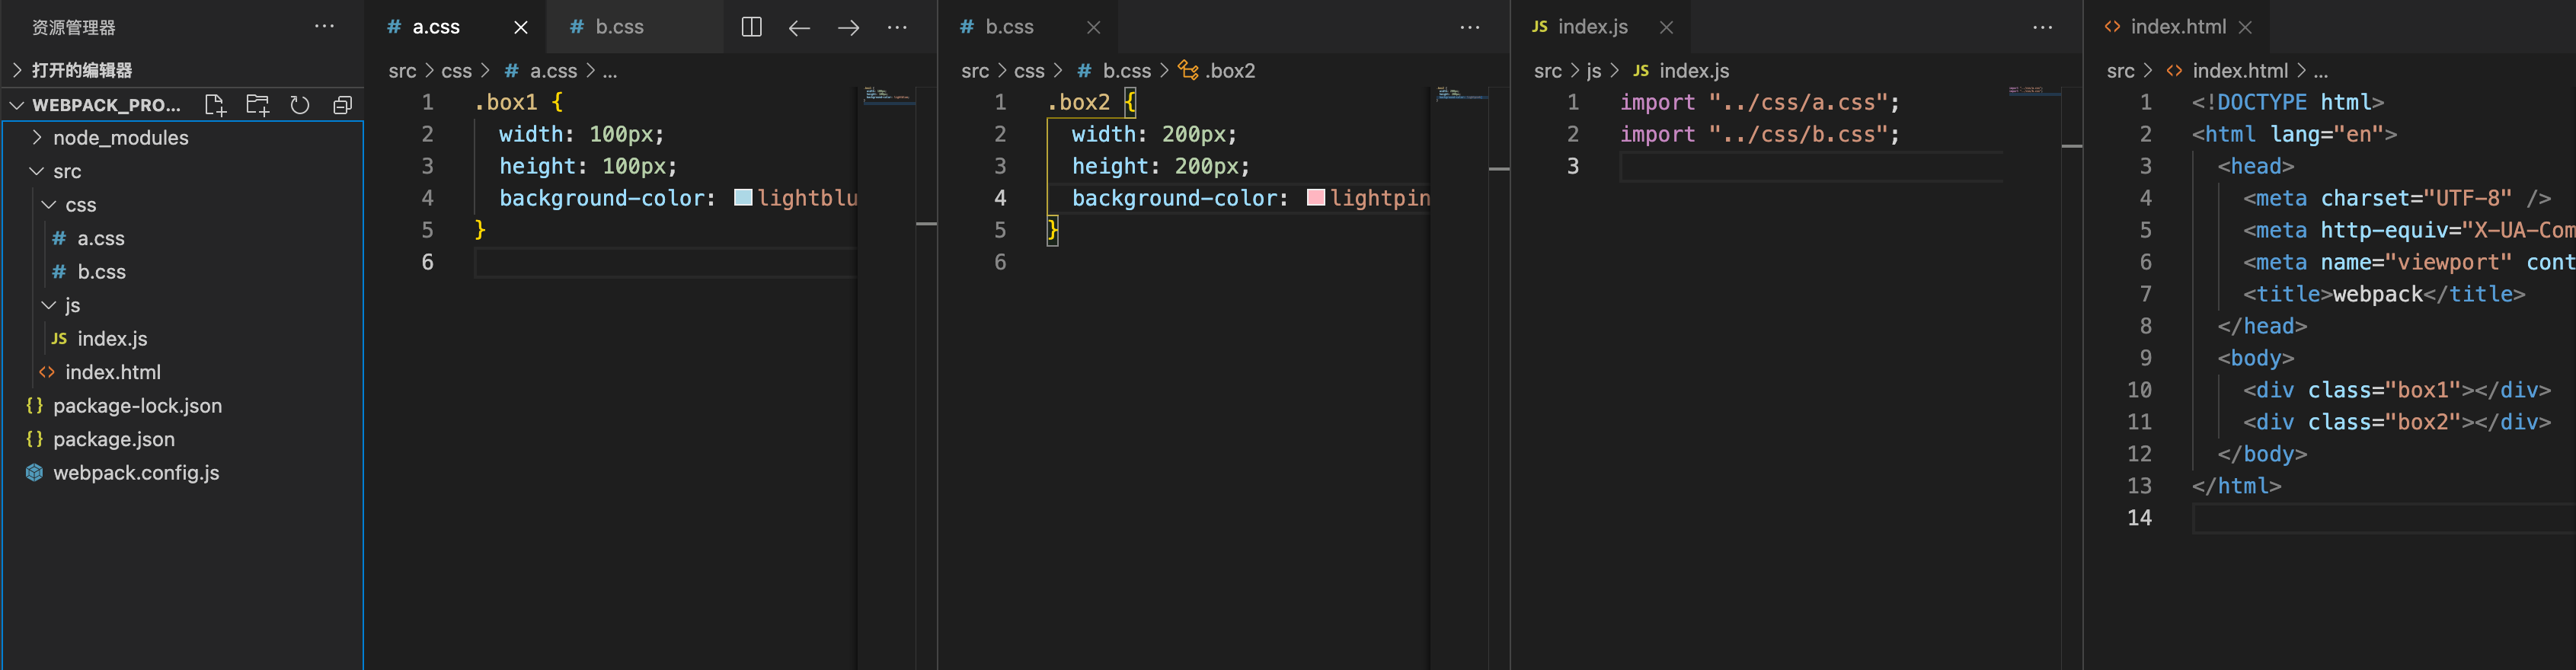 资源管理器
打开的编辑器
WEBPACK_PRO...
node_modules
src
css
a.css
b.css
js
index.js
index.html
package-lock.json
package.json
webpack.config.js
a.css
b.css
src > css > # a.css > ...
1 .box1 {
2 width: 100px;
3 height: 100px;
4 background-color: lightblu
5 }
6
b.css
src > css > # b.css > .box2
1 .box2 {
2 width: 200px;
3 height: 200px;
4 background-color: lightpin
5 }
6
JS index.js
src > js > JS index.js
1 import "../css/a.css";
2 import "../css/b.css";
3
index.html
src > index.html > ...
1 <!DOCTYPE html>
2 <html lang="en">
3 <head>
4 <meta charset="UTF-8" />
5 <meta http-equiv="X-UA-Com
6 <meta name="viewport" cont
7 <title>webpack</title>
8 </head>
9 <body>
10 <div class="box1"></div>
11 <div class="box2"></div>
12 </body>
13 </html>
14